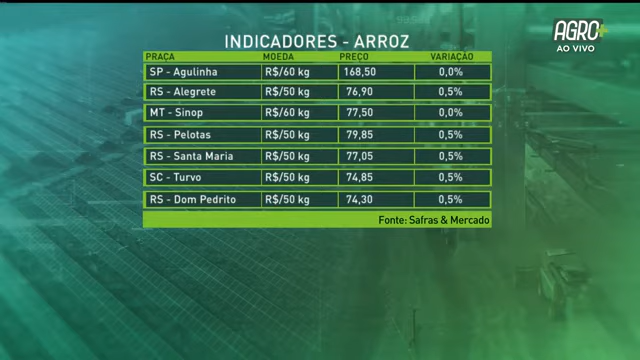 AGRO+
AO VIVO
INDICADORES - ARROZ
PRAÇA MOEDA PREÇO VARIAÇÃO
SP - Agulinha R$/60 kg 168,50 0,0%
RS - Alegrete R$/50 kg 76,90 0,5%
MT - Sinop R$/60 kg 77,50 0,0%
RS - Pelotas R$/50 kg 79,85 0,5%
RS - Santa Maria R$/50 kg 77,05 0,5%
SC - Turvo R$/50 kg 74,85 0,5%
RS - Dom Pedrito R$/50 kg 74,30 0,5%
Fonte: Safras & Mercado